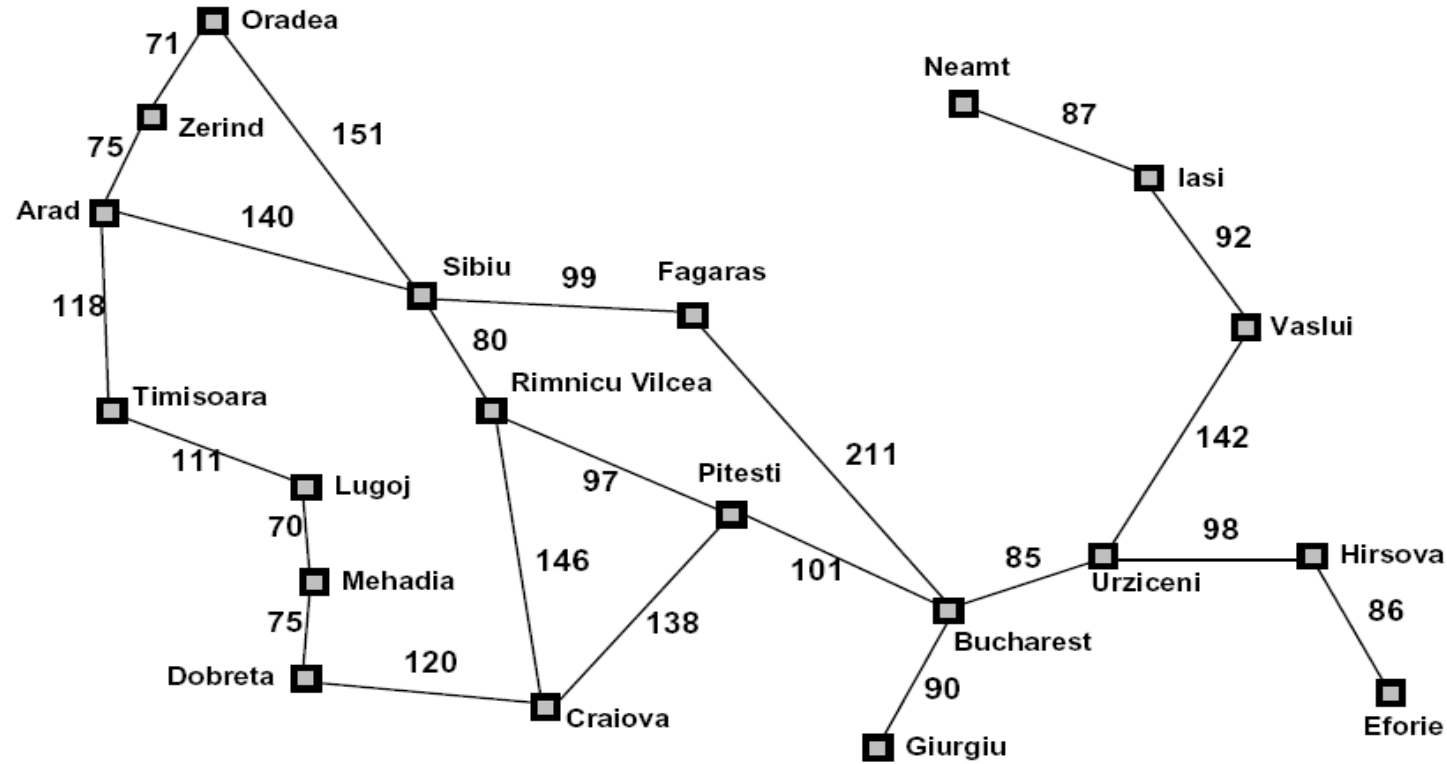 Oradea
71
Neamt
87
Zerind
151
75
Iasi
Arad
140
92
Sibiu
99
Fagaras
118
Vaslui
80
Rimnicu Vilcea
Timisoara
142
211
111
Pitesti
97
Lugoj
70
98
146
85
Hirsova
101
Urziceni
Mehadia
86
75
138
Bucharest
120
Dobreta
90
Craiova
Eforie
Giurgiu